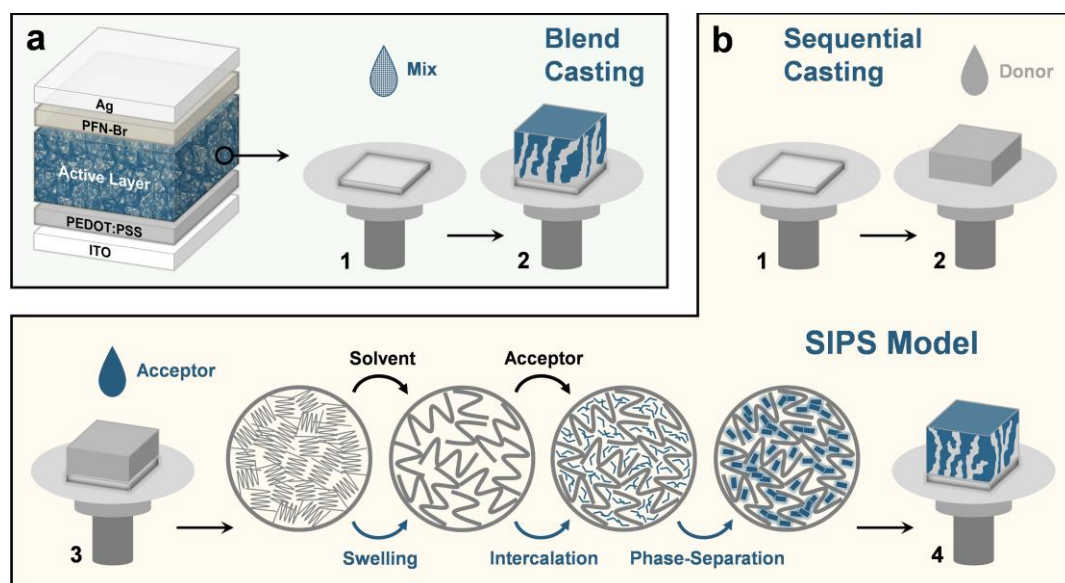 a
Blend
Casting
Mix
Ag
PFN-Br
Active Layer
PEDOT:PSS
ITO
1
2
b
Sequential
Casting
Donor
1
2
SIPS Model
Acceptor
Solvent
Acceptor
3
Swelling
Intercalation
Phase-Separation
4